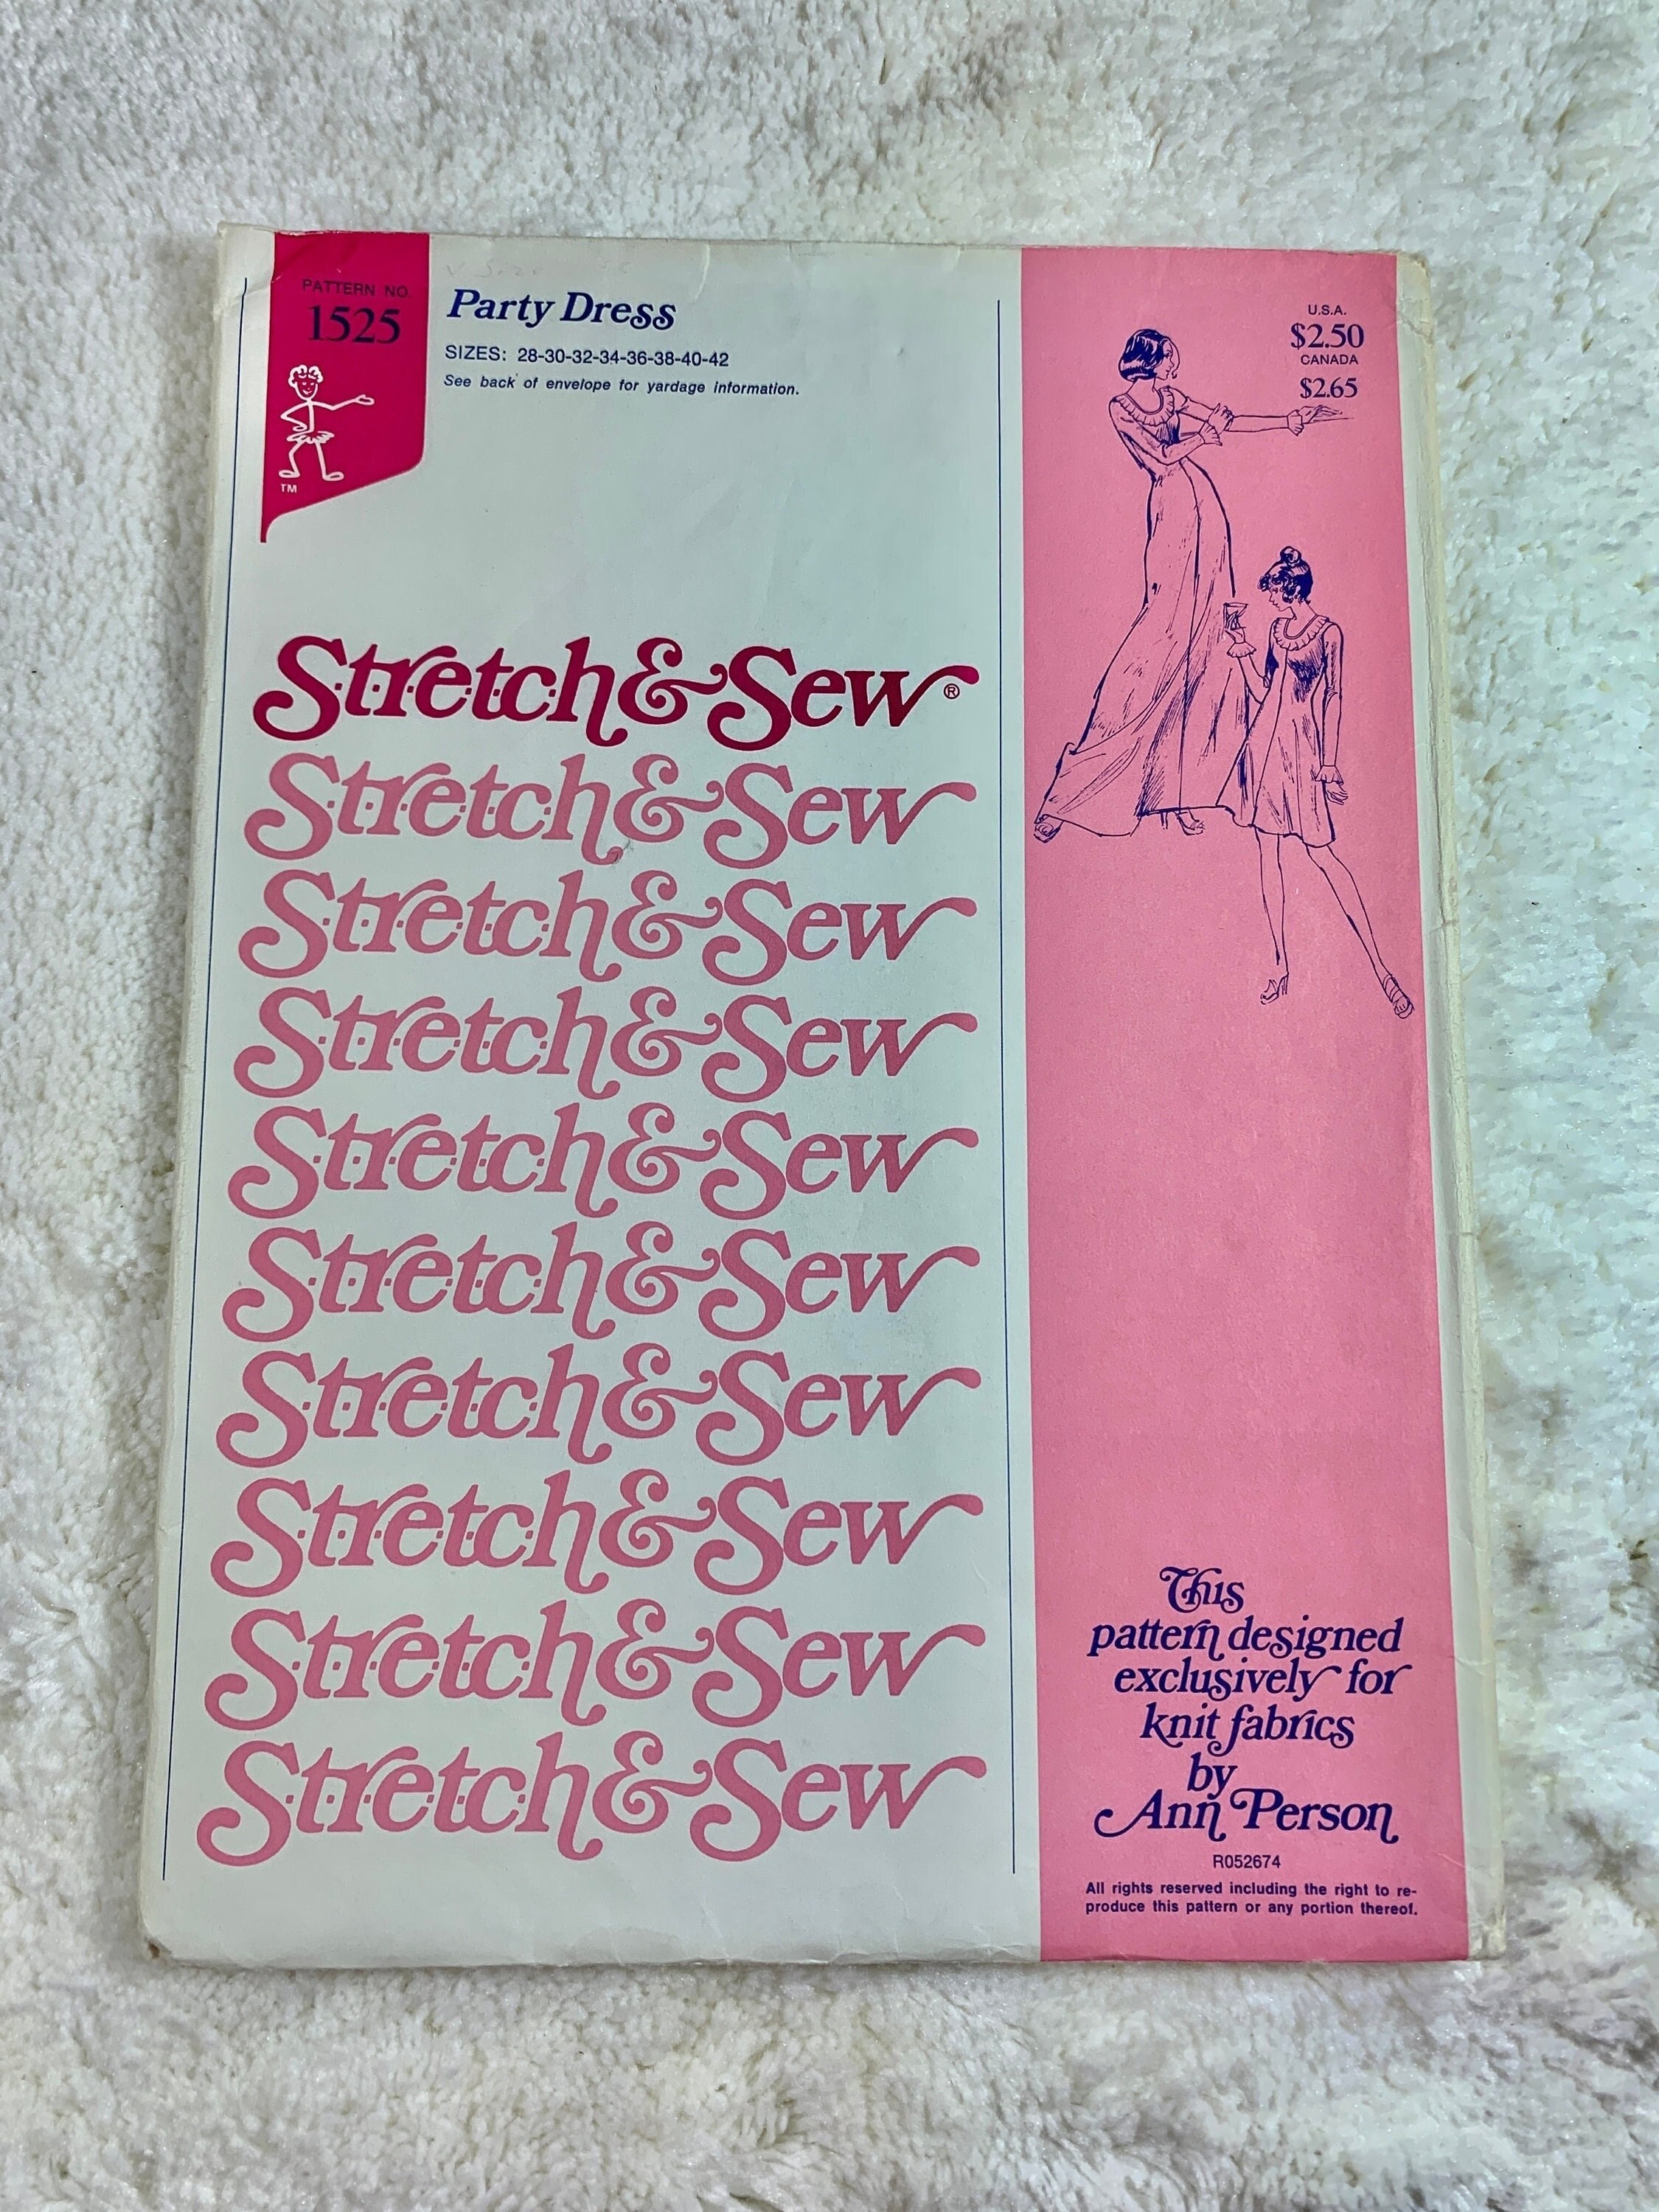 PATTERN NO.
1525
TM
Party Dress
SIZES: 28-30-32-34-36-38-40-42
See back of envelope for yardage information.
U.S.A.
$2.50
CANADA
$2.65
Stretch & Sew®
Stretch & Sew
Stretch & Sew
Stretch & Sew
Stretch & Sew
Stretch & Sew
Stretch & Sew
Stretch & Sew
Stretch & Sew
Stretch & Sew
This
pattern designed
exclusively for
knit fabrics
by
Ann Person
R052674
All rights reserved including the right to re-
produce this pattern or any portion thereof.